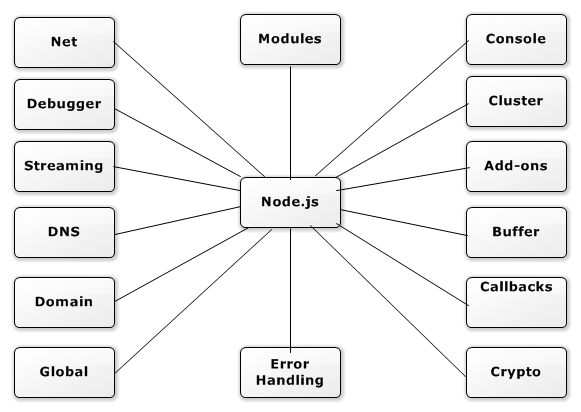 Net
Modules
Console
Debugger
Cluster
Streaming
Add-ons
Node.js
DNS
Buffer
Domain
Callbacks
Global
Error
Handling
Crypto